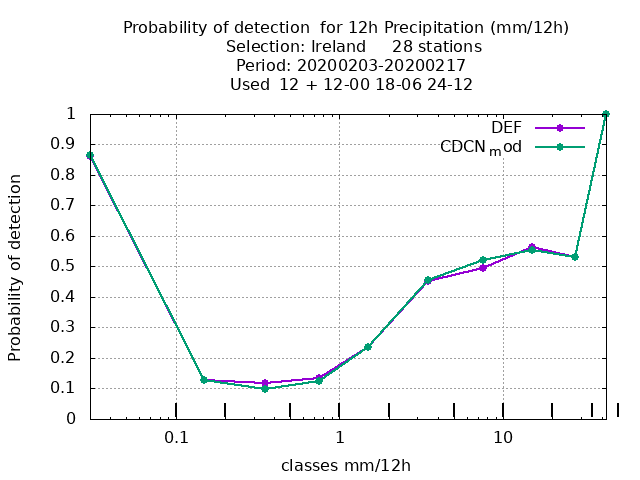 Probability of detection  for 12h Precipitation (mm/12h)
Selection: Ireland     28 stations
Period: 20200203-20200217
Used  12 + 12-00 18-06 24-12
DEF
CDCN_mod
Probability of detection
1
0.9
0.8
0.7
0.6
0.5
0.4
0.3
0.2
0.1
0
0.1
1
10
classes mm/12h